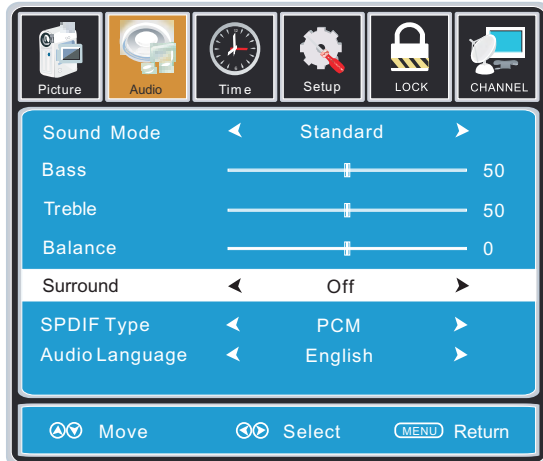 Picture Audio Time Setup LOCK CHANNEL
Sound Mode Standard
Bass 50
Treble 50
Balance 0
Surround Off
SPDIF Type PCM
Audio Language English
Move Select MENU Return